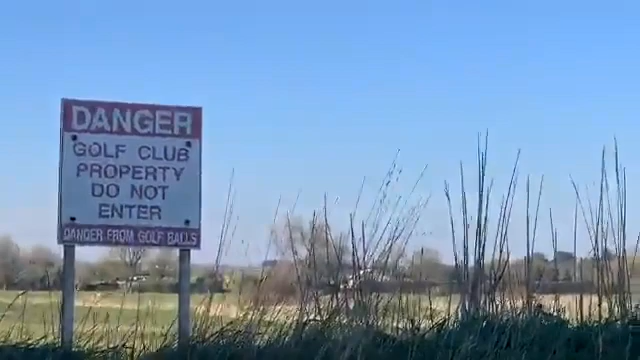 DANGER
GOLF CLUB
PROPERTY
DO NOT
ENTER
DANGER FROM GOLF BALLS